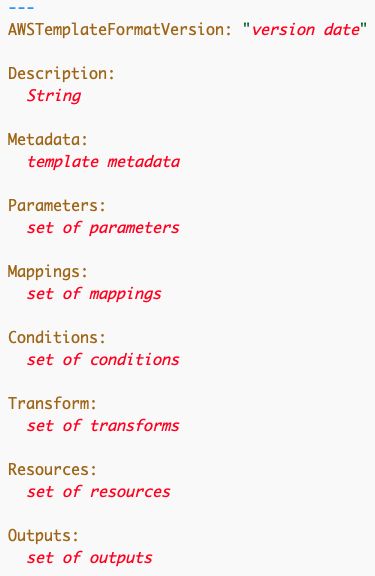 ---
AWSTemplateFormatVersion: "version date"
Description:
String
Metadata:
template metadata
Parameters:
set of parameters
Mappings:
set of mappings
Conditions:
set of conditions
Transform:
set of transforms
Resources:
set of resources
Outputs:
set of outputs